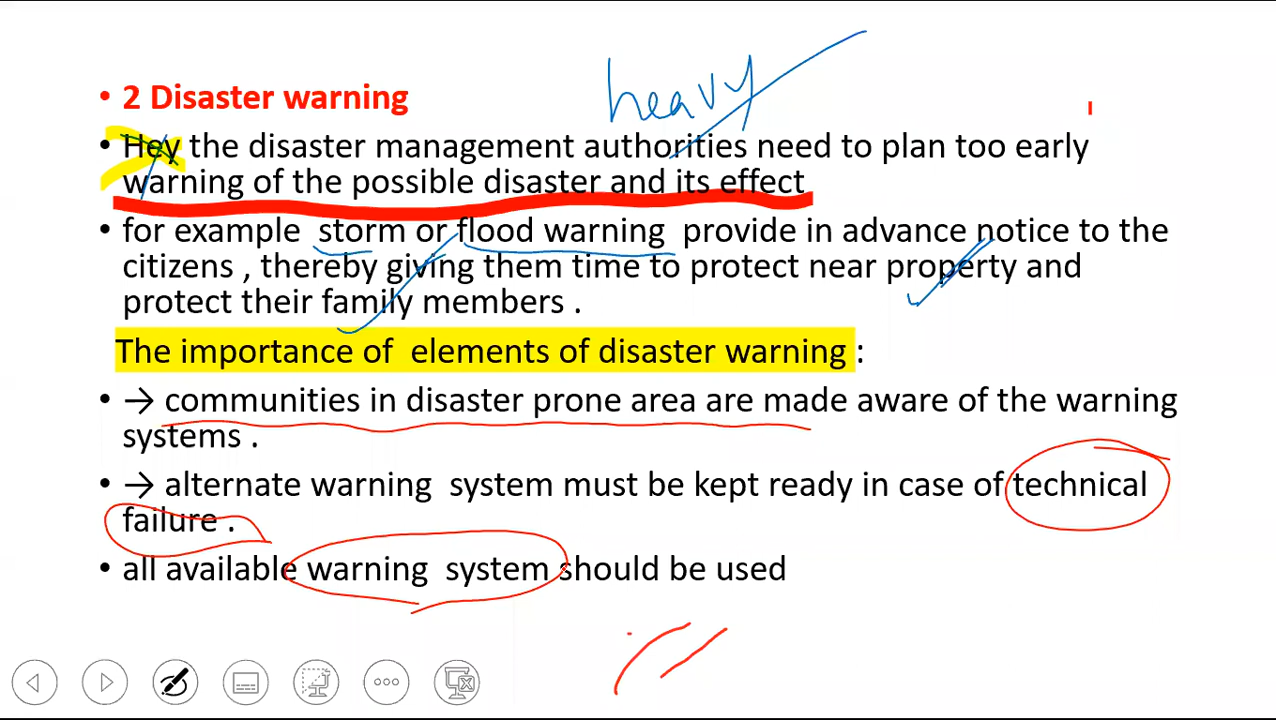 heavy
• 2 Disaster warning
• Hey the disaster management authorities need to plan too early
warning of the possible disaster and its effect
• for example storm or flood warning provide in advance notice to the
citizens , thereby giving them time to protect near property and
protect their family members .
The importance of elements of disaster warning :
• → communities in disaster prone area are made aware of the warning
systems .
• → alternate warning system must be kept ready in case of technical
failure .
• all available warning system should be used